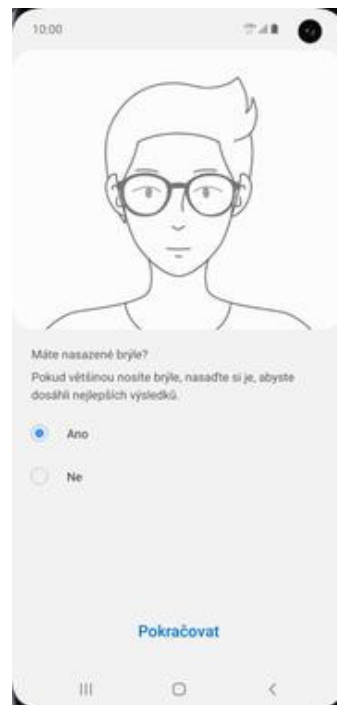 10:00
Máte nasazené brýle?
Pokud většinou nosíte brýle, nasaďte si je, abyste
dosáhli nejlepších výsledků.
Ano
Ne
Pokračovat